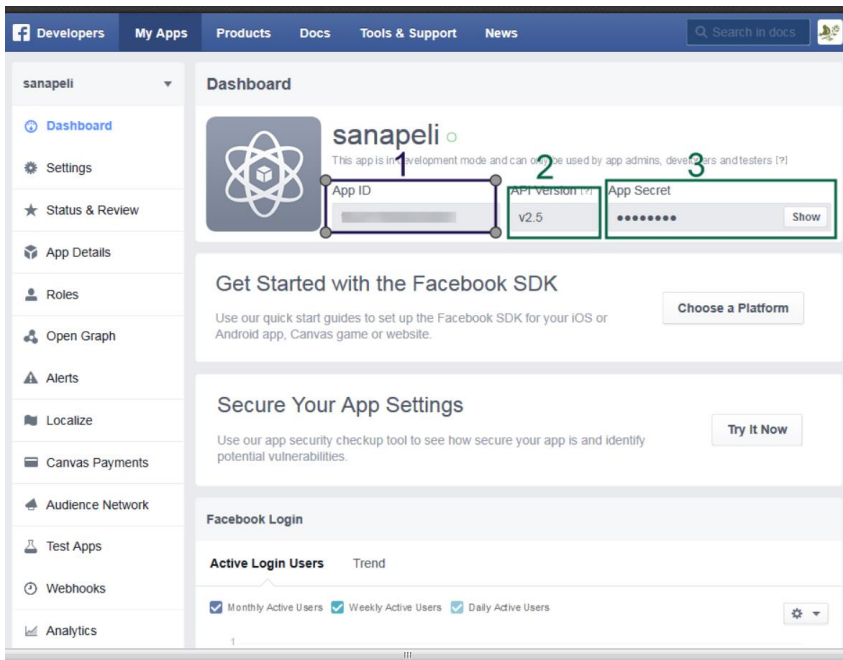 Developers My Apps Products Docs Tools & Support News Search in docs
sanapeli
Dashboard
Settings
Status & Review
App Details
Roles
Open Graph
Alerts
Localize
Canvas Payments
Audience Network
Test Apps
Webhooks
Analytics
Dashboard
sanapeli
This app is in development mode and can only be used by app admins, developers and testers [?]
1 2 3
App ID API Version [?] App Secret
v2.5 •••••••• Show
Get Started with the Facebook SDK
Use our quick start guides to set up the Facebook SDK for your iOS or
Android app, Canvas game or website.
Choose a Platform
Secure Your App Settings
Use our app security checkup tool to see how secure your app is and identify
potential vulnerabilities.
Try It Now
Facebook Login
Active Login Users Trend
Monthly Active Users Weekly Active Users Daily Active Users
1